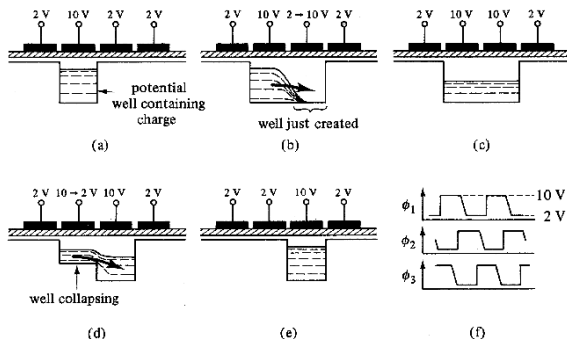 2 V 10 V 2 V 2 V
2 V 10 V 2 → 10 V 2 V
2 V 10 V 10 V 2 V
potential
well containing
charge
well just created
(a)
(b)
(c)
2 V 10 → 2 V 10 V 2 V
2 V 2 V 10 V 2 V
ϕ1
10 V
2 V
ϕ2
ϕ3
well collapsing
(d)
(e)
(f)